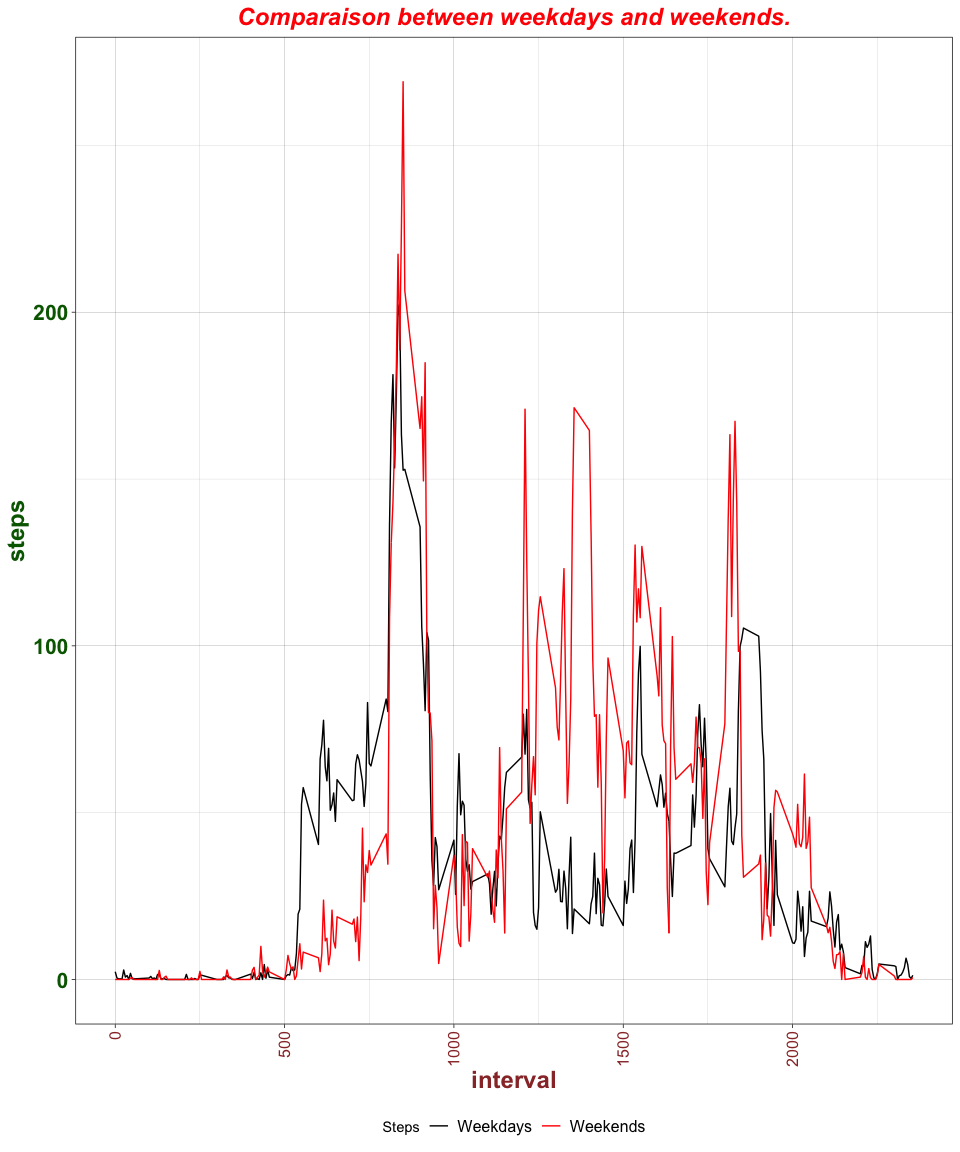 Comparaison between weekdays and weekends.
200
100
0
steps
0
500
1000
1500
2000
interval
Steps Weekdays Weekends